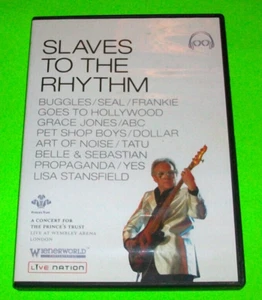 SLAVES
TO THE
RHYTHM
BUGGLES/SEAL/FRANKIE
GOES TO HOLLYWOOD
GRACE JONES/ABC
PET SHOP BOYS/DOLLAR
ART OF NOISE/TATU
BELLE & SEBASTIAN
PROPAGANDA/YES
LISA STANSFIELD
A CONCERT FOR
THE PRINCE'S TRUST
LIVE AT WEMBLEY ARENA
LONDON
WIENERWORLD
LIVE NATION